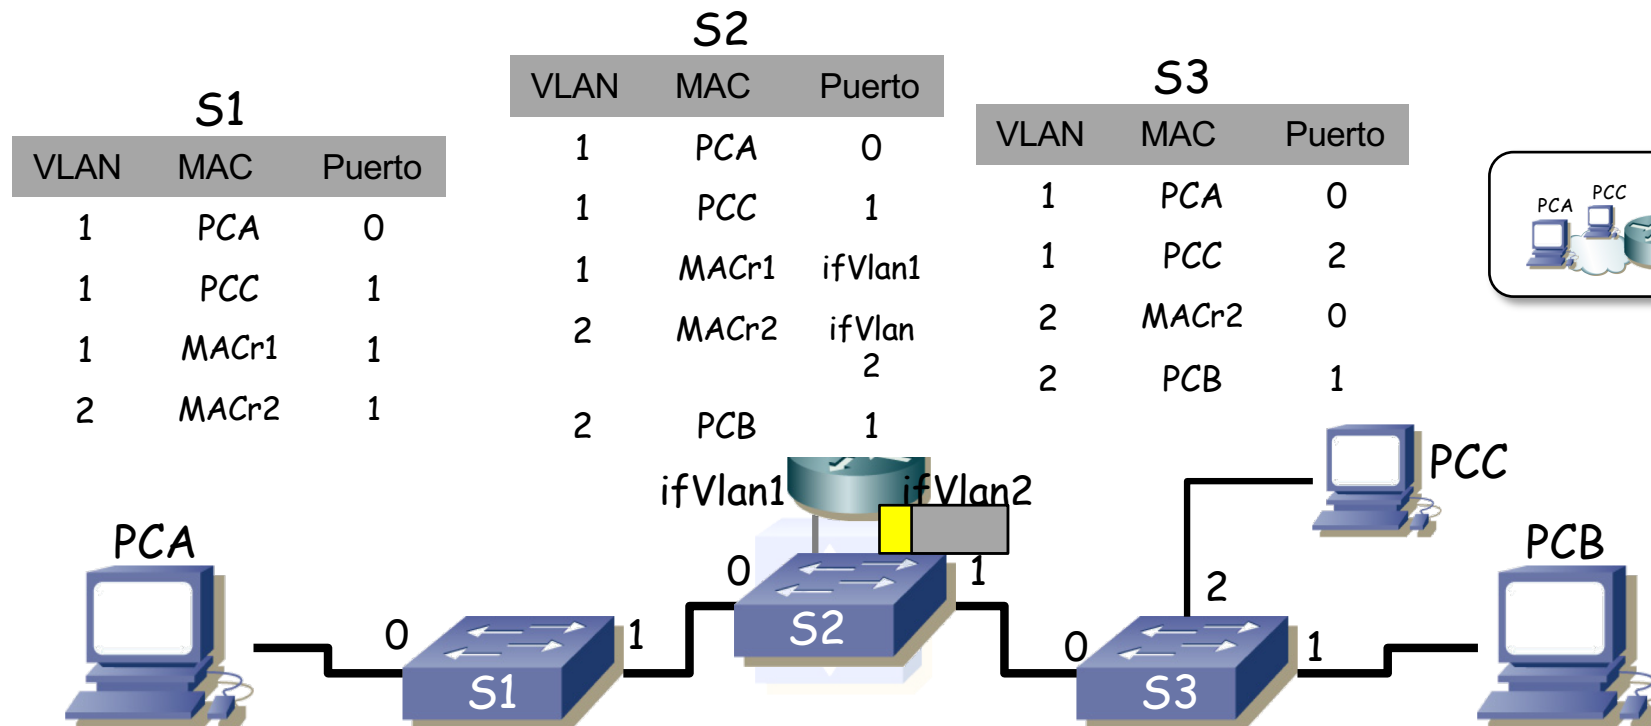 S1
VLAN MAC Puerto
1 PCA 0
1 PCC 1
1 MACr1 1
2 MACr2 1
S2
VLAN MAC Puerto
1 PCA 0
1 PCC 1
1 MACr1 ifVlan1
2 MACr2 ifVlan
2
2 PCB 1
S3
VLAN MAC Puerto
1 PCA 0
1 PCC 2
2 MACr2 0
2 PCB 1
PCA PCC
ifVlan1 ifVlan2
PCC
PCA
PCB
0 1
2
0 1
0 1
S1
S2
S3